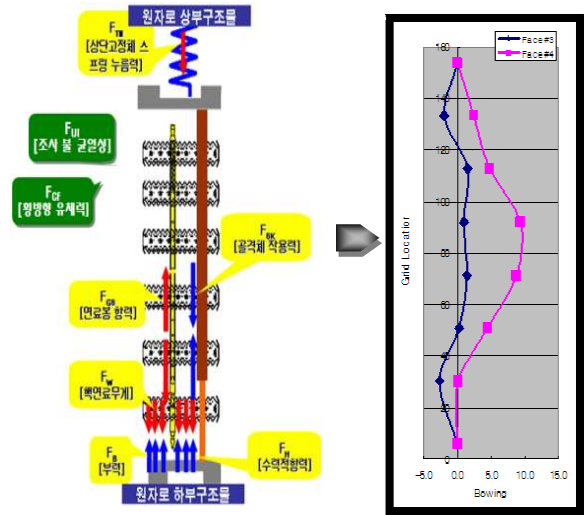 원자로 상부구조물
F_TH
[상단고정체 스
프링 누름력]
F_UI
[조사 불 균일성]
F_CF
[횡방향 유체력]
F_SK
[골격체 작용력]
F_GS
[연료봉 항력]
F_W
[핵연료무게]
F_B
[부력]
F_H
[수력적항력]
원자로 하부구조물
Face#3
Face#4
Grid Location
160
140
120
100
80
60
40
20
0
-5.0 0.0 5.0 10.0 15.0
Bowing